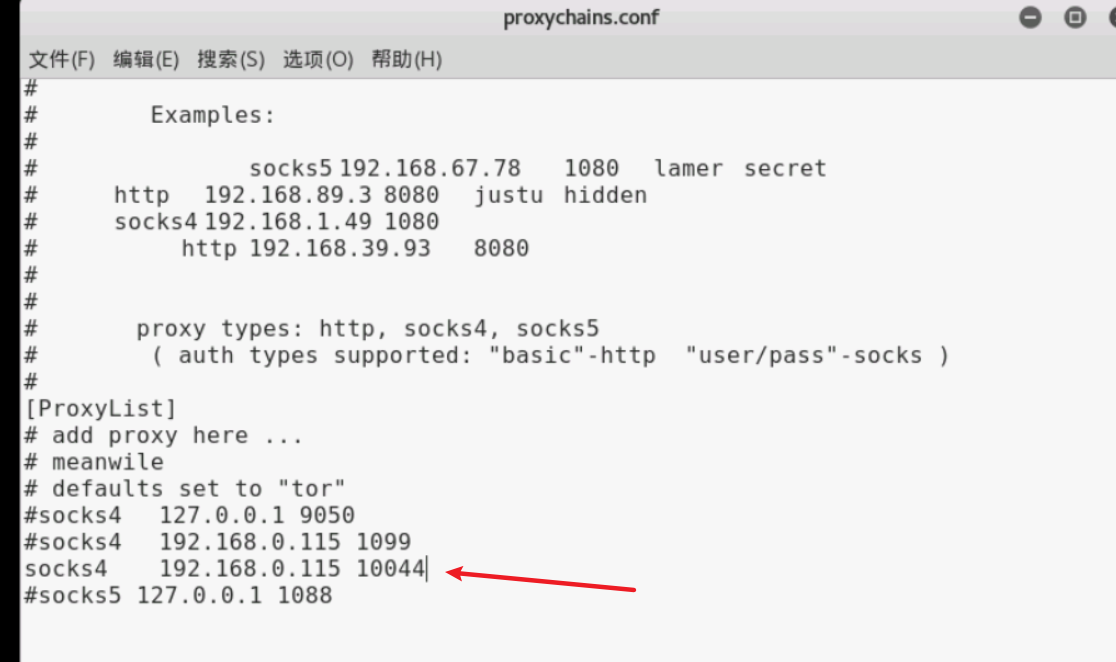 proxychains.conf
文件(F) 编辑(E) 搜索(S) 选项(O) 帮助(H)
#
# Examples:
#
# socks5 192.168.67.78 1080 lamer secret
# http 192.168.89.3 8080 justu hidden
# socks4 192.168.1.49 1080
# http 192.168.39.93 8080
#
#
# proxy types: http, socks4, socks5
# ( auth types supported: "basic"-http "user/pass"-socks )
#
[ProxyList]
# add proxy here ...
# meanwile
# defaults set to "tor"
#socks4 127.0.0.1 9050
#socks4 192.168.0.115 1099
socks4 192.168.0.115 10044
#socks5 127.0.0.1 1088